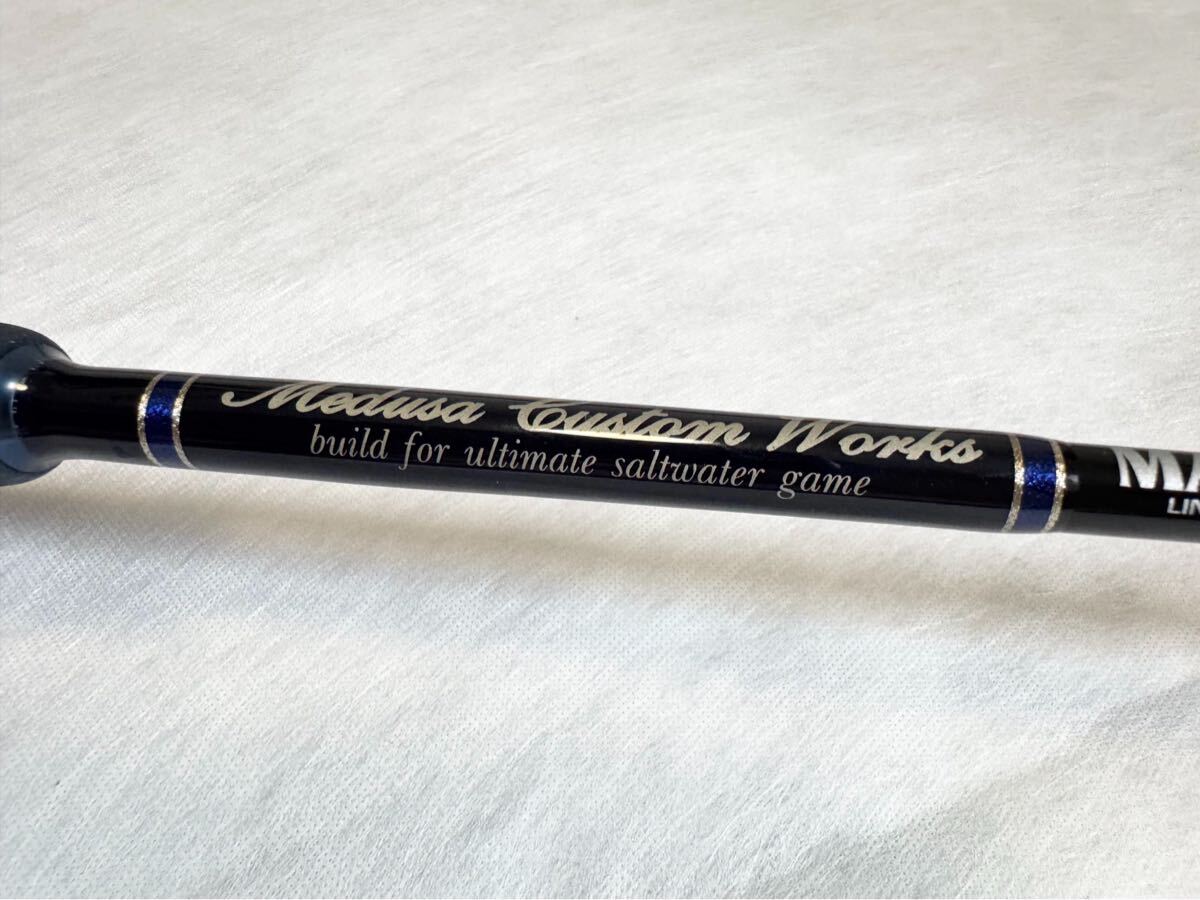 Medusa Custom Works
build for ultimate saltwater game